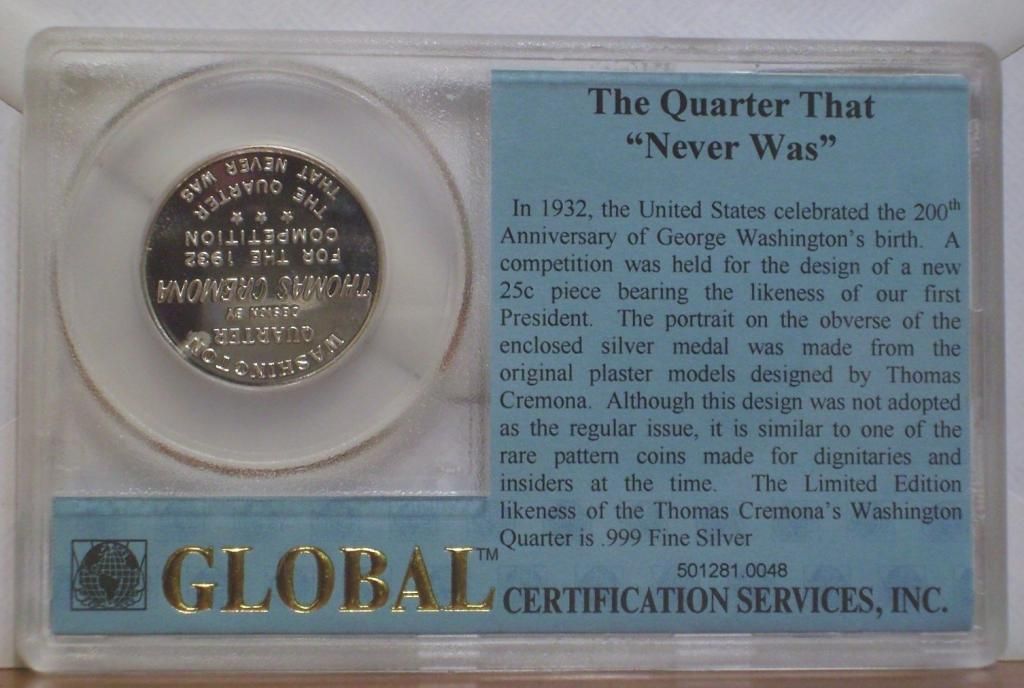 WASHINGTON
QUARTER
DESIGN BY
THOMAS CREMONA
FOR THE 1932
COMPETITION
★ ★ ★
THE QUARTER
THAT NEVER WAS
The Quarter That
“Never Was”
In 1932, the United States celebrated the 200th
Anniversary of George Washington’s birth. A
competition was held for the design of a new
25c piece bearing the likeness of our first
President. The portrait on the obverse of the
enclosed silver medal was made from the
original plaster models designed by Thomas
Cremona. Although this design was not adopted
as the regular issue, it is similar to one of the
rare pattern coins made for dignitaries and
insiders at the time. The Limited Edition
likeness of the Thomas Cremona’s Washington
Quarter is .999 Fine Silver
501281.0048
GLOBAL™
CERTIFICATION SERVICES, INC.